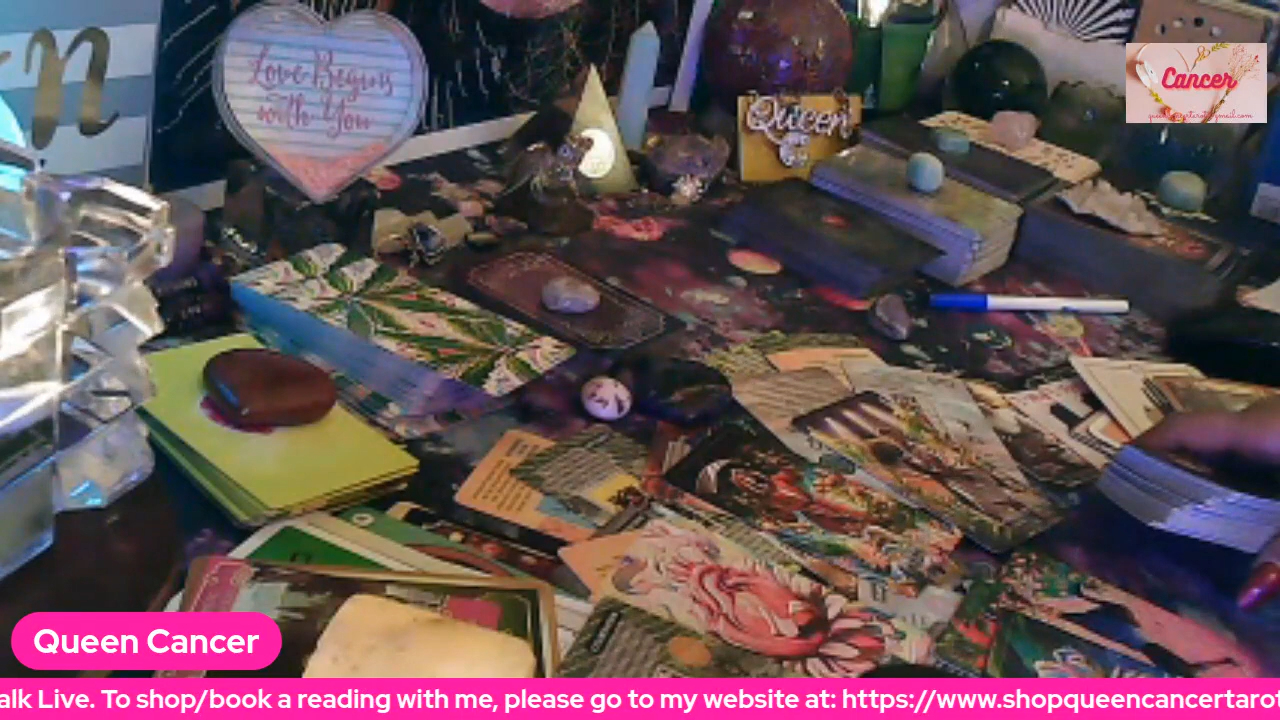 n
Love Begins
with You
Queen
C
Cancer
Queen Cancer
alk Live. To shop/book a reading with me, please go to my website at: https://www.shopqueencancertarot